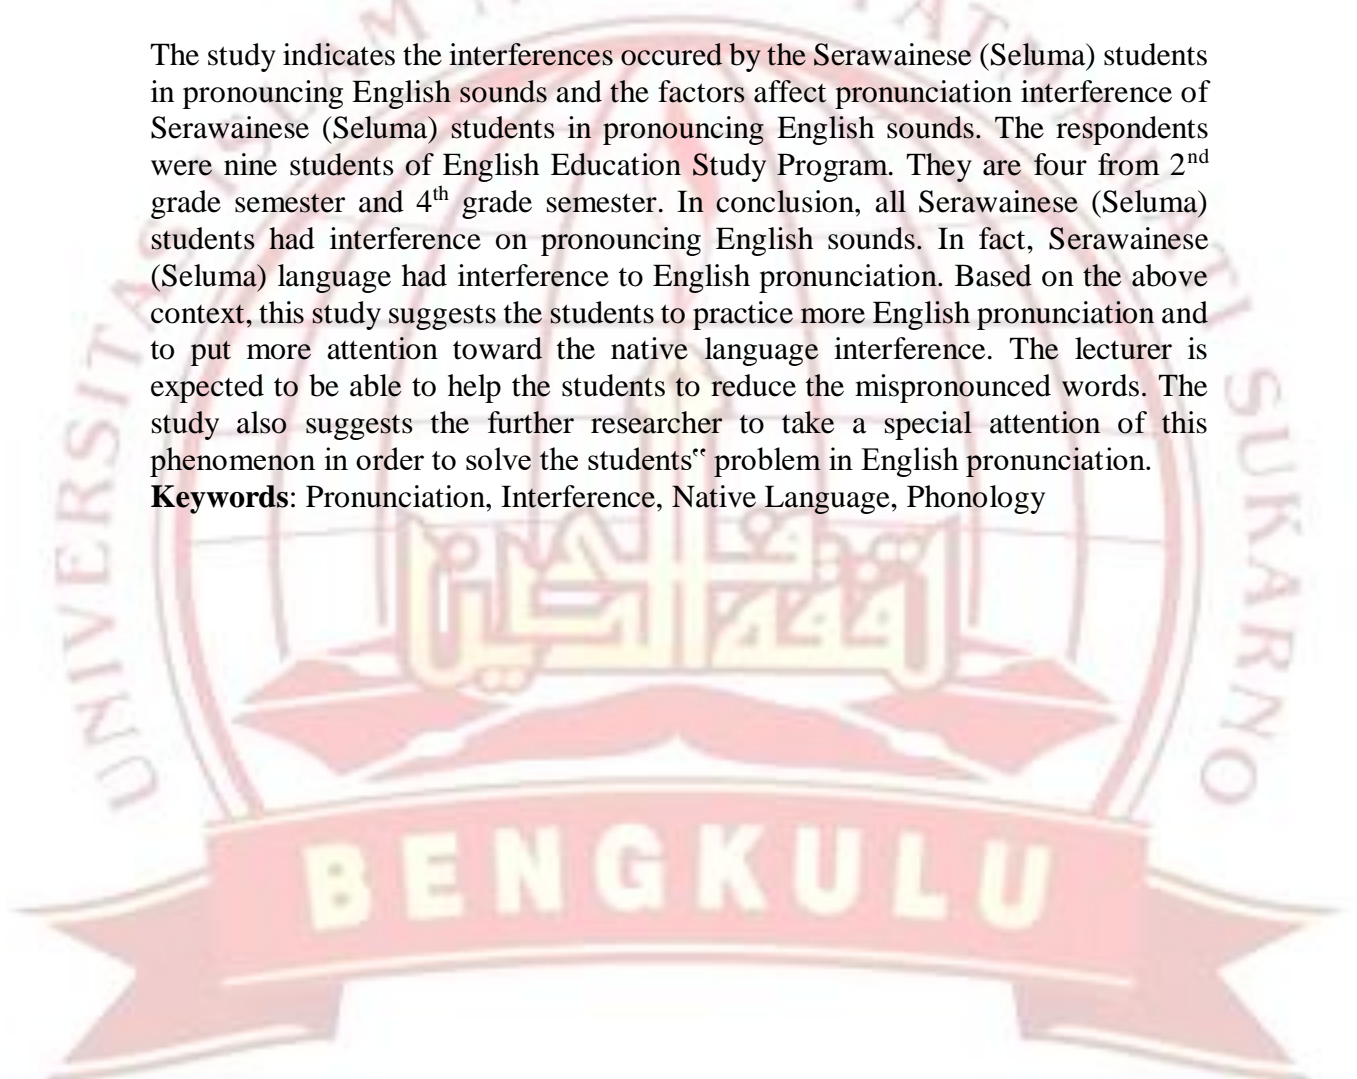 The study indicates the interferences occured by the Serawainese (Seluma) students
in pronouncing English sounds and the factors affect pronunciation interference of
Serawainese (Seluma) students in pronouncing English sounds. The respondents
were nine students of English Education Study Program. They are four from 2nd
grade semester and 4th grade semester. In conclusion, all Serawainese (Seluma)
students had interference on pronouncing English sounds. In fact, Serawainese
(Seluma) language had interference to English pronunciation. Based on the above
context, this study suggests the students to practice more English pronunciation and
to put more attention toward the native language interference. The lecturer is
expected to be able to help the students to reduce the mispronounced words. The
study also suggests the further researcher to take a special attention of this
phenomenon in order to solve the students‟ problem in English pronunciation.
Keywords: Pronunciation, Interference, Native Language, Phonology
UNIVERSITAS
SUKARNO
BENGKULU